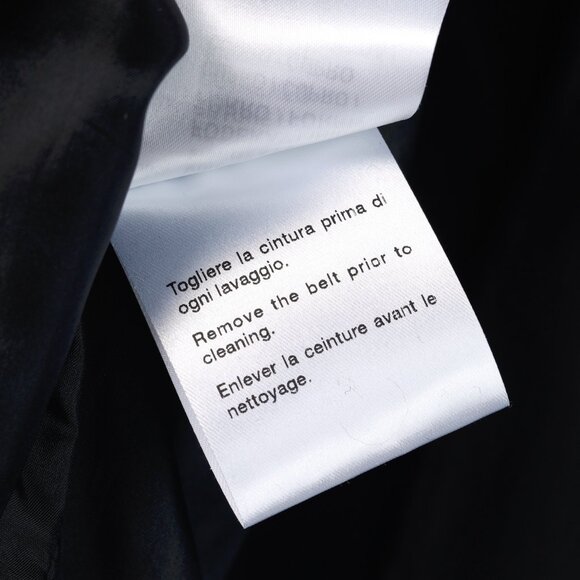 Togliere la cintura prima di
ogni lavaggio.
Remove the belt prior to
cleaning.
Enlever la ceinture avant le
nettoyage.